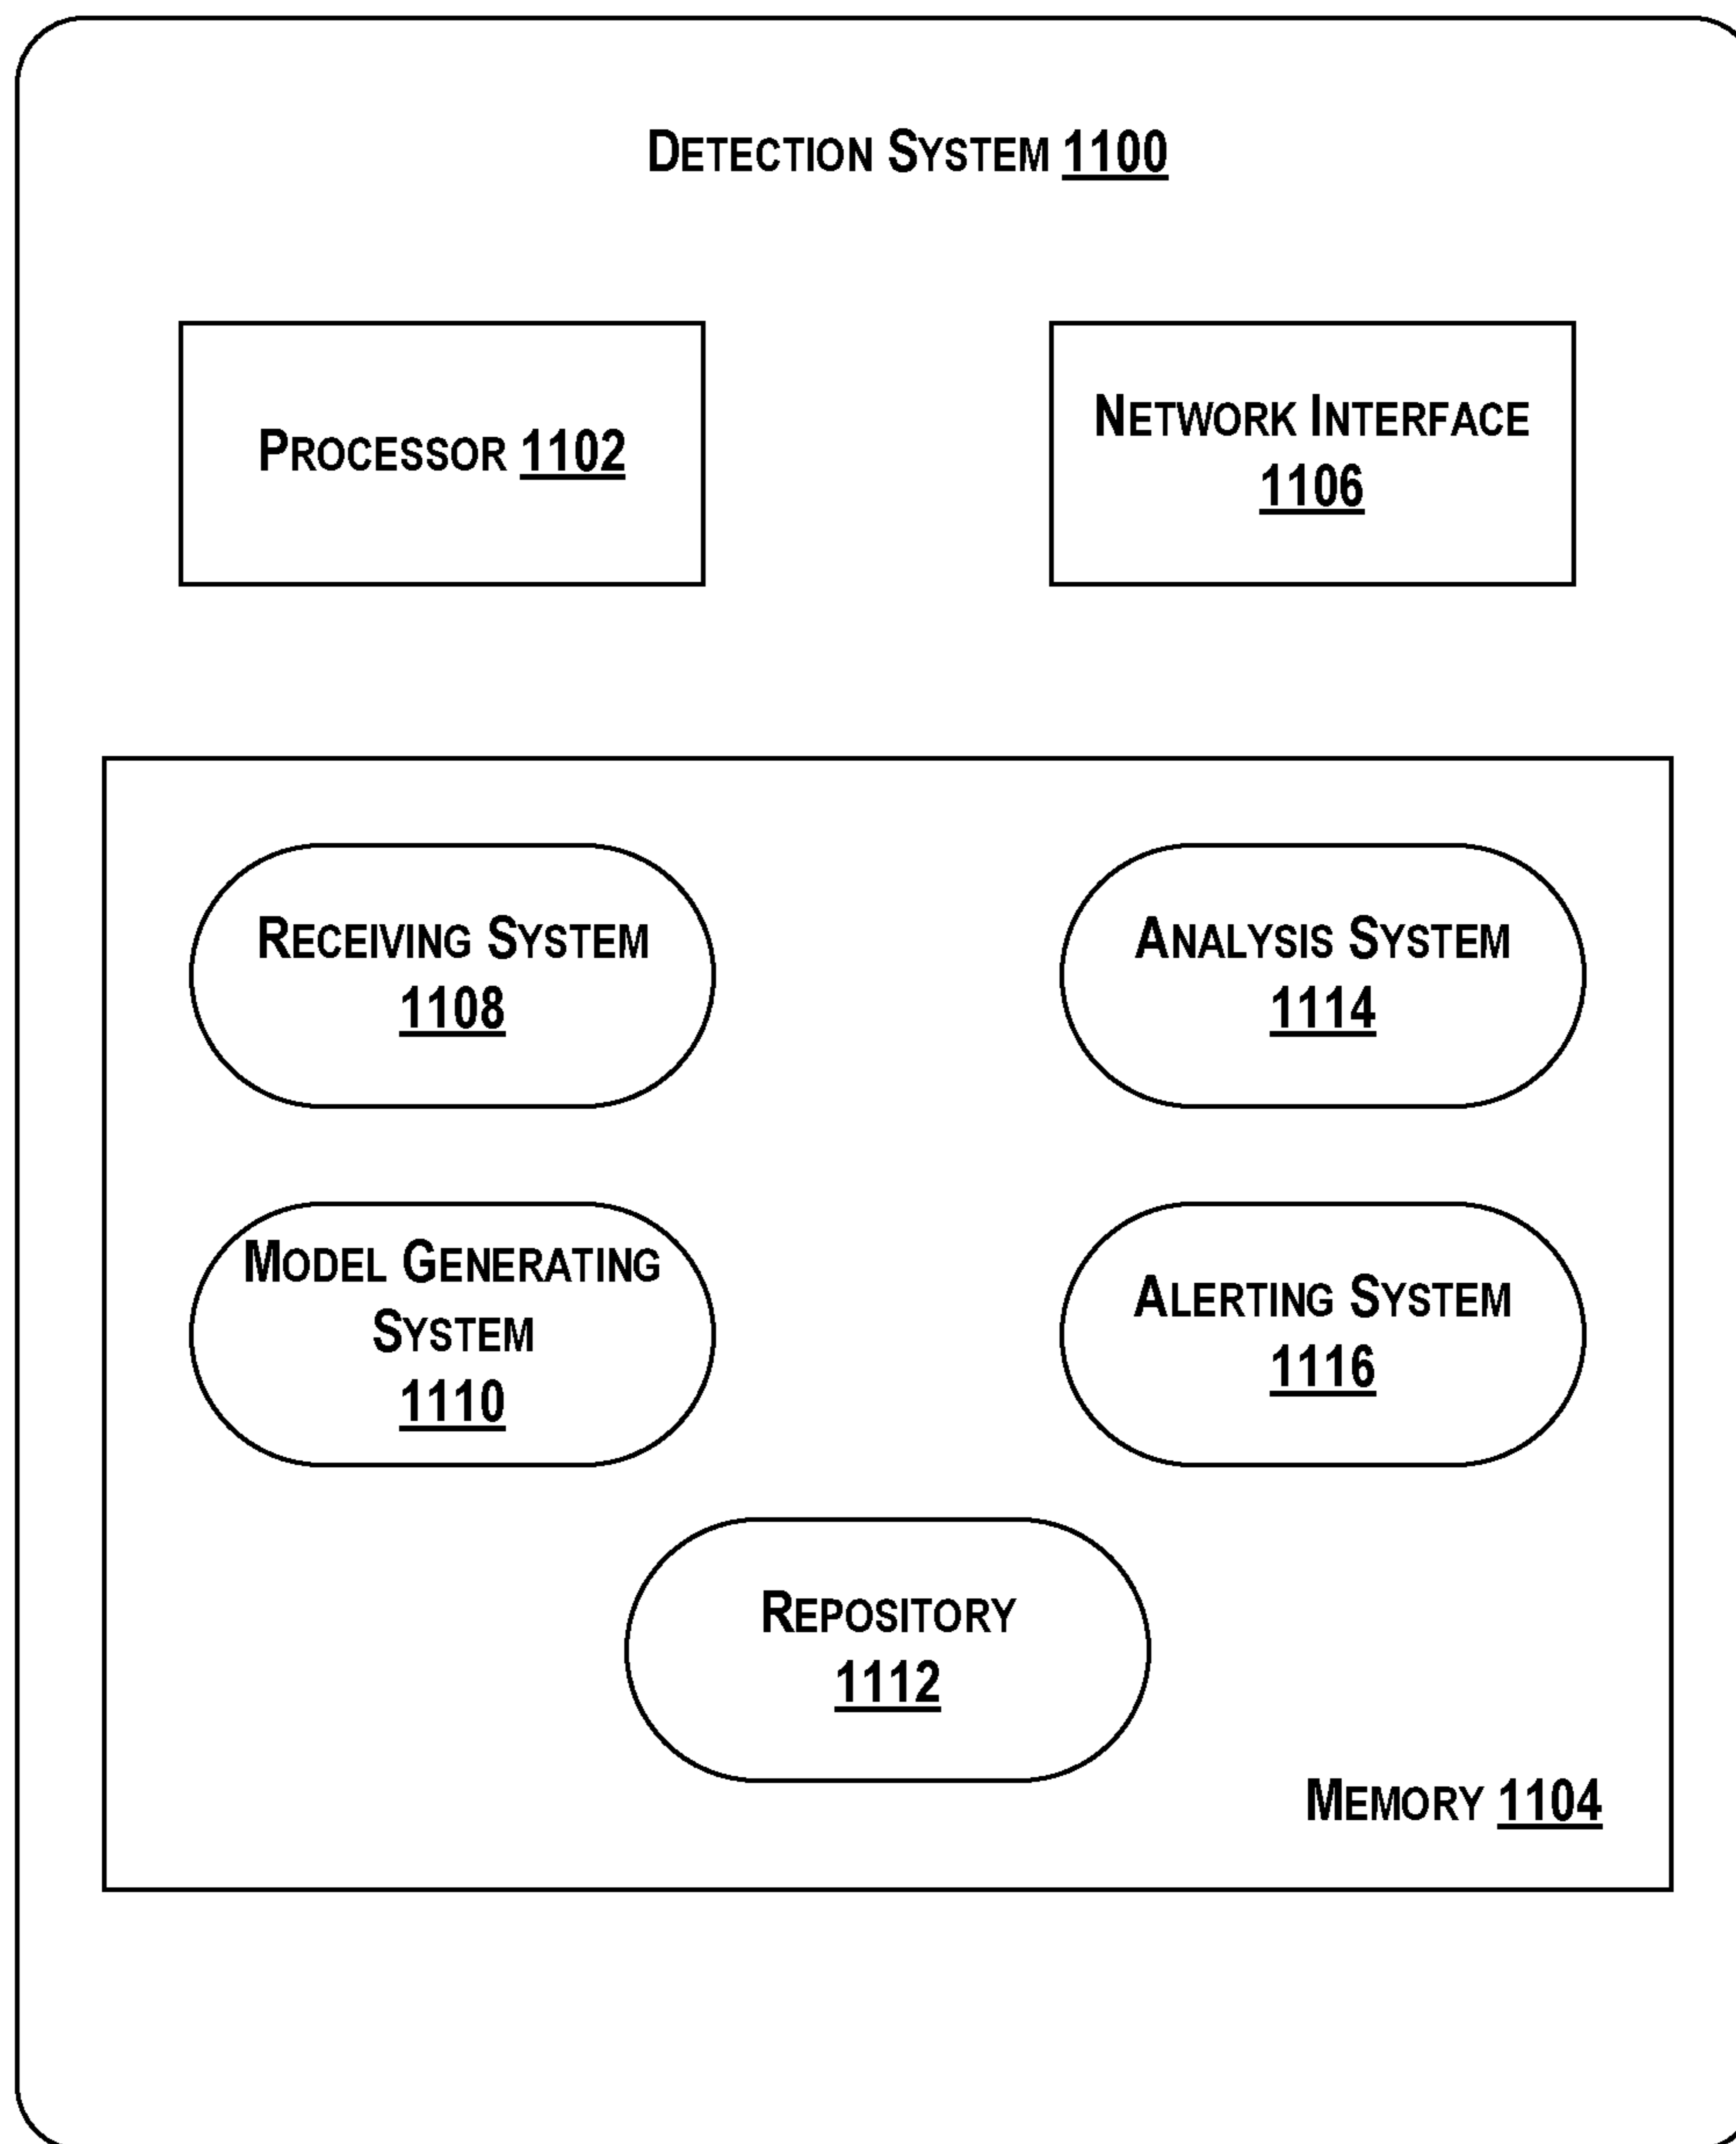 DETECTION SYSTEM 1100
PROCESSOR 1102
NETWORK INTERFACE
1106
RECEIVING SYSTEM
1108
ANALYSIS SYSTEM
1114
MODEL GENERATING
SYSTEM
1110
ALERTING SYSTEM
1116
REPOSITORY
1112
MEMORY 1104